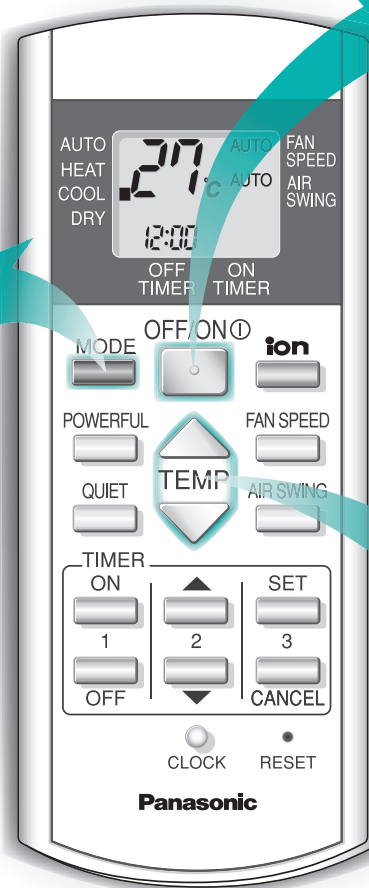 AUTO
HEAT
COOL
DRY
27°C
AUTO
AUTO
FAN
SPEED
AIR
SWING
12:00
OFF
TIMER
ON
TIMER
MODE
OFF/ON
ion
POWERFUL
FAN SPEED
QUIET
TEMP
AIR SWING
TIMER
ON
SET
1
2
3
OFF
CANCEL
CLOCK
RESET
Panasonic